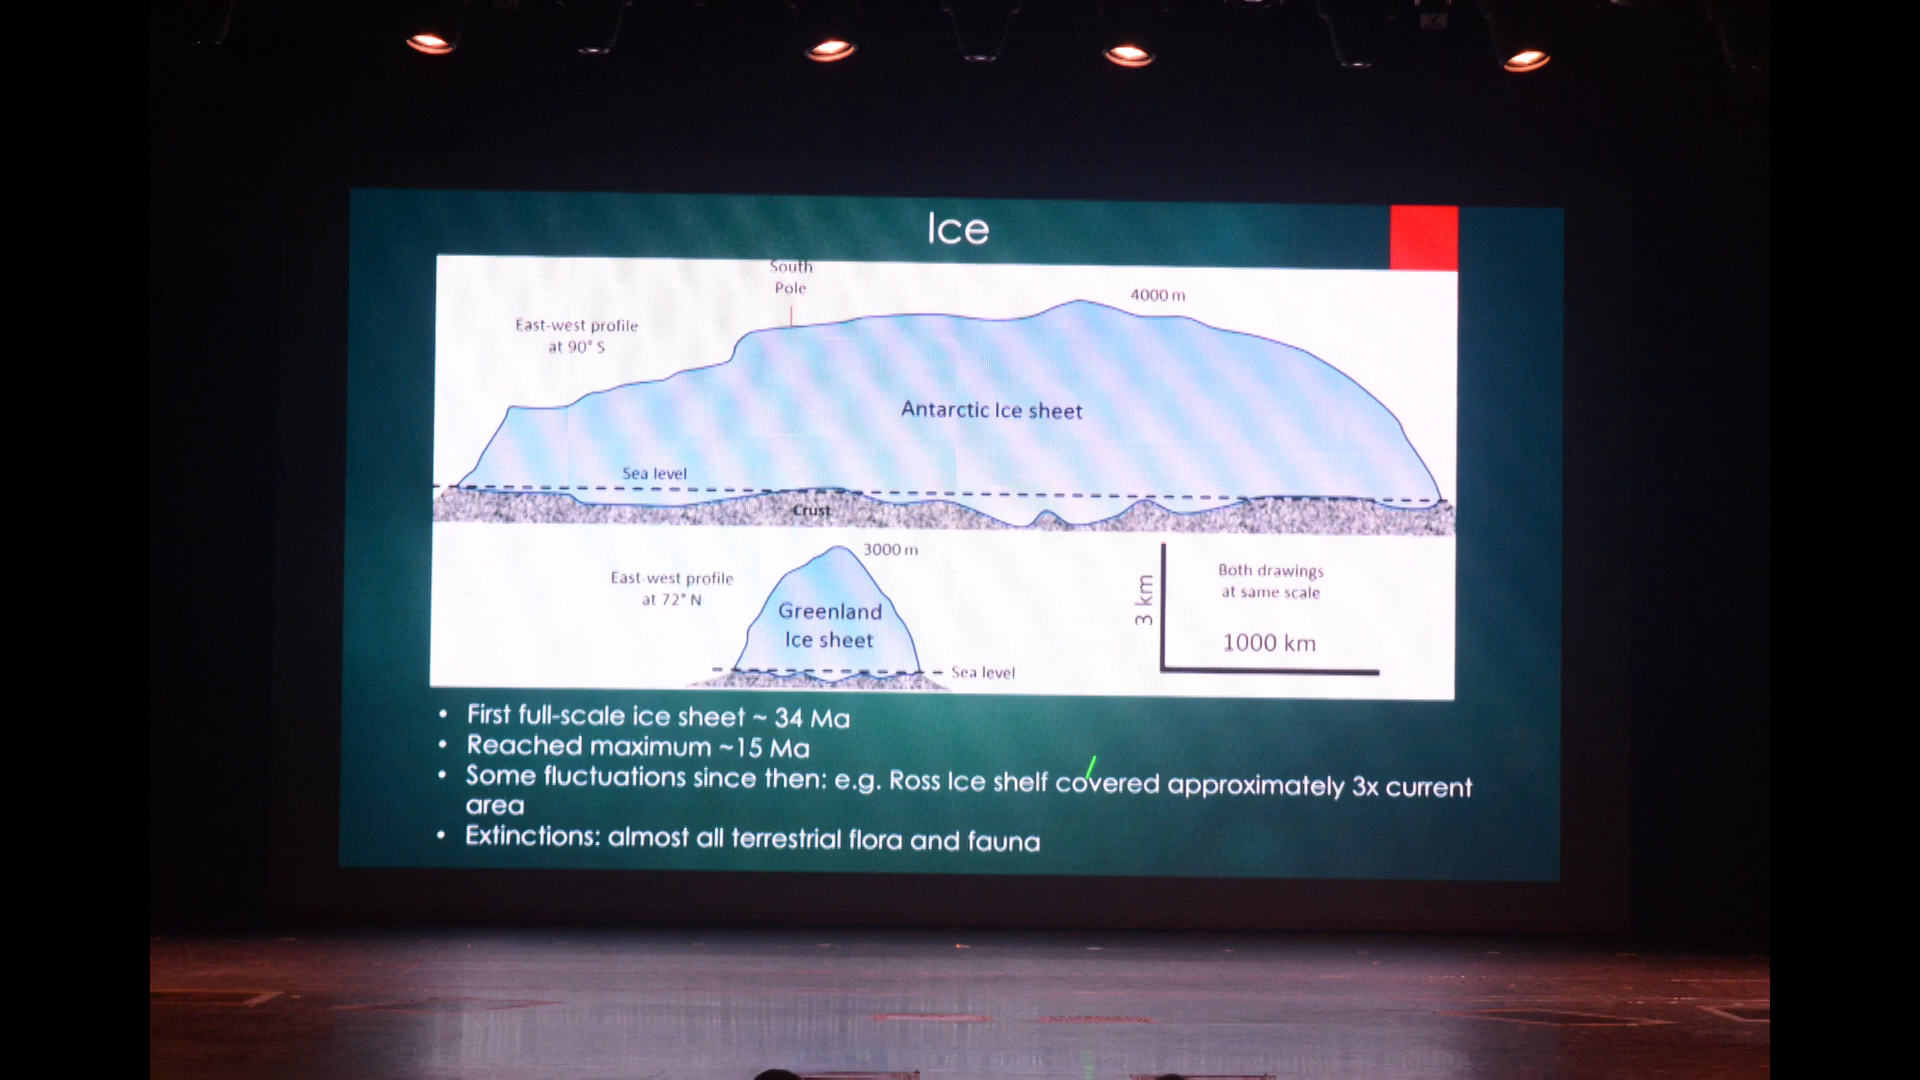 Ice
South
Pole
4000 m
East-west profile
at 90° S
Antarctic Ice sheet
Sea level
Crust
3000 m
East-west profile
at 72° N
Greenland
Ice sheet
Sea level
3 km
Both drawings
at same scale
1000 km
• First full-scale ice sheet ~ 34 Ma
• Reached maximum ~15 Ma
• Some fluctuations since then: e.g. Ross Ice shelf covered approximately 3x current
area
• Extinctions: almost all terrestrial flora and fauna